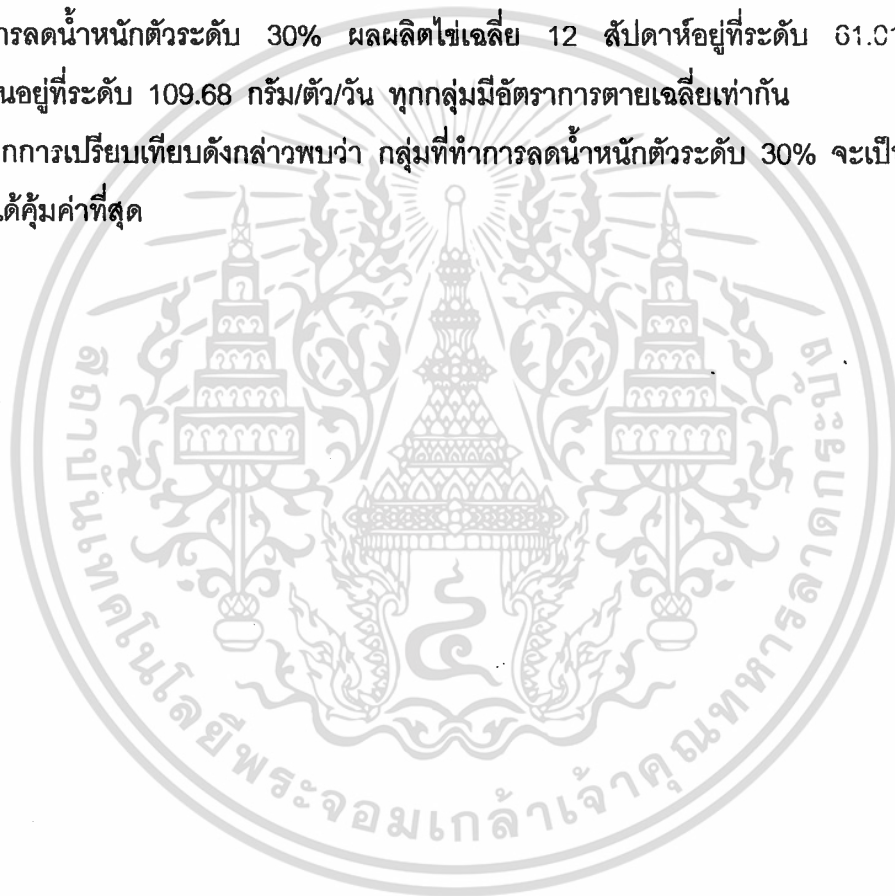 ารลดน้ำหนักตัวระดับ 30% ผลผลิตไข่เฉลี่ย 12 สัปดาห์อยู่ที่ระดับ 61.01
นอยู่ที่ระดับ 109.68 กรัม/ตัว/วัน ทุกกลุ่มมีอัตราการตายเฉลี่ยเท่ากัน
กการเปรียบเทียบดังกล่าวพบว่า กลุ่มที่ทำการลดน้ำหนักตัวระดับ 30% จะเป็
ได้คุ้มค่าที่สุด
สถาบันเทคโนโลยีพระจอมเกล้าเจ้าคุณทหารลาดกระบัง